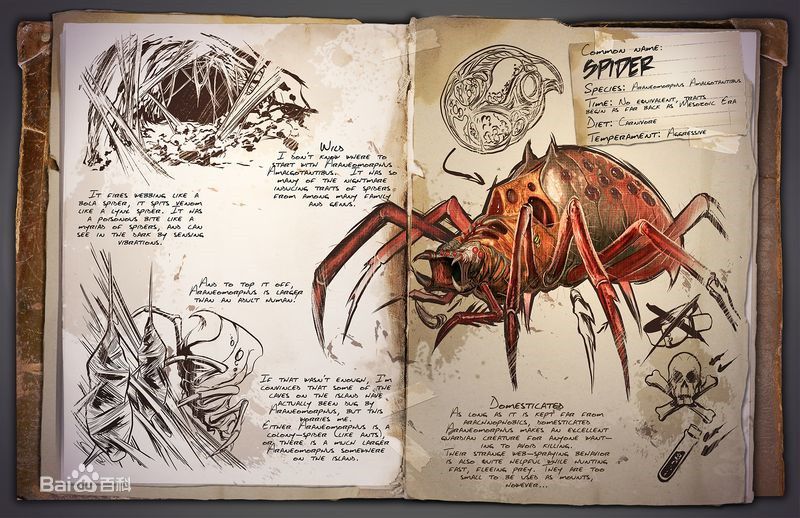 Wild
I don't know where to
start with Araneomorphus
Amalgotantibus. It has so
many of the nightmare
inducing traits of spiders
from among many family
and genus.
It fires webbing like a
bola spider, it spits venom
like a lynx spider. It has
a poisonous bite like a
myriad of spiders, and can
see in the dark by sensing
vibrations.
And to top it off,
Araneomorphus is larger
than an adult human!
If that wasn't enough, I'm
convinced that some of the
caves on the island have
actually been dug by
Araneomorphus, but this
worries me.
Either Araneomorphus is a
colony-spider (like ants),
or there is a much larger
Araneomorphus somewhere
on the island.
Bai du 百科
Common name:
Spider
Species: Araneomorphus Amalgotantibus
Time: No equivalent, traits
begin as far back as Mesozoic Era
Diet: Carnivore
Temperament: Aggressive
Domesticated
As long as it is kept far from
arachnophobics, domesticated
Araneomorphus makes an excellent
guardian creature for anyone want-
ing to avoid killing.
Their strange web-spraying behavior
is also quite helpful while hunting
fast, fleeing prey. They are too
small to be used as mounts,
however...